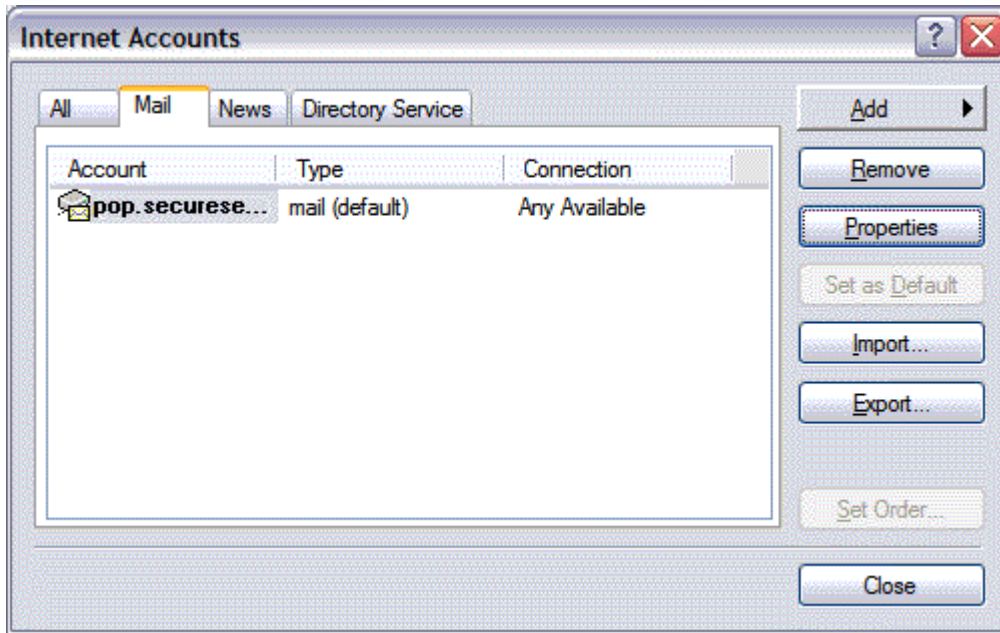 Internet Accounts
?
All Mail News Directory Service
Add
Account Type Connection
Remove
pop.securese... mail (default) Any Available
Properties
Set as Default
Import...
Export...
Set Order...
Close